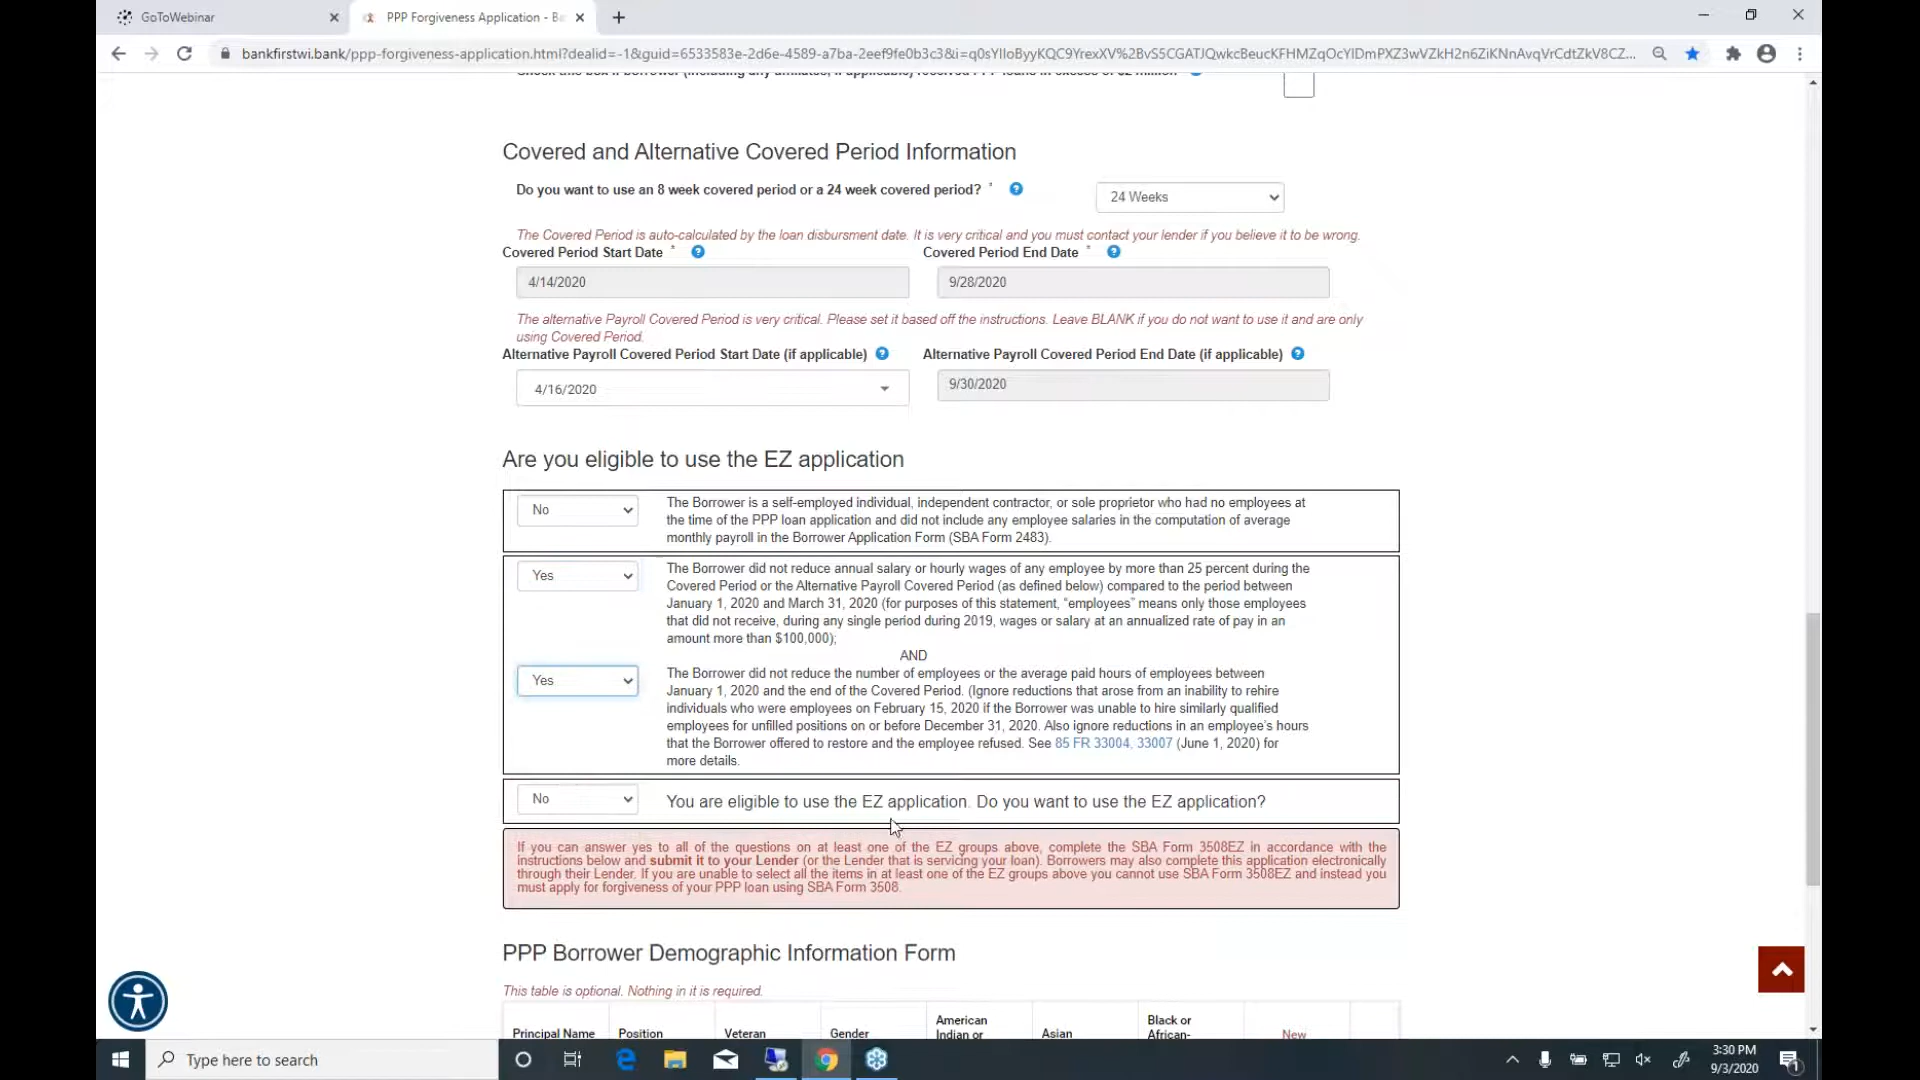 GoToWebinar
PPP Forgiveness Application - Ba
bankfirstwi.bank/ppp-forgiveness-application.html?dealid=-1&guid=6533583e-2d6e-4589-a7ba-2eef9fe0b3c3&i=q0sYIloByyKQC9YrexXV%2BvS5CGATJQwkcBeucKFHMZqOcYlDmPXZ3wVZkH2n6ZiKNnAvqVrCdtZkV8CZ...
Covered and Alternative Covered Period Information
Do you want to use an 8 week covered period or a 24 week covered period? *
24 Weeks
The Covered Period is auto-calculated by the loan disbursment date. It is very critical and you must contact your lender if you believe it to be wrong.
Covered Period Start Date *
Covered Period End Date *
4/14/2020
9/28/2020
The alternative Payroll Covered Period is very critical. Please set it based off the instructions. Leave BLANK if you do not want to use it and are only
using Covered Period.
Alternative Payroll Covered Period Start Date (if applicable)
Alternative Payroll Covered Period End Date (if applicable)
4/16/2020
9/30/2020
Are you eligible to use the EZ application
No
The Borrower is a self-employed individual, independent contractor, or sole proprietor who had no employees at
the time of the PPP loan application and did not include any employee salaries in the computation of average
monthly payroll in the Borrower Application Form (SBA Form 2483).
Yes
The Borrower did not reduce annual salary or hourly wages of any employee by more than 25 percent during the
Covered Period or the Alternative Payroll Covered Period (as defined below) compared to the period between
January 1, 2020 and March 31, 2020 (for purposes of this statement, "employees" means only those employees
that did not receive, during any single period during 2019, wages or salary at an annualized rate of pay in an
amount more than $100,000);
AND
Yes
The Borrower did not reduce the number of employees or the average paid hours of employees between
January 1, 2020 and the end of the Covered Period. (Ignore reductions that arose from an inability to rehire
individuals who were employees on February 15, 2020 if the Borrower was unable to hire similarly qualified
employees for unfilled positions on or before December 31, 2020. Also ignore reductions in an employee's hours
that the Borrower offered to restore and the employee refused. See 85 FR 33004, 33007 (June 1, 2020) for
more details.
No
You are eligible to use the EZ application. Do you want to use the EZ application?
If you can answer yes to all of the questions on at least one of the EZ groups above, complete the SBA Form 3508EZ in accordance with the
instructions below and submit it to your Lender (or the Lender that is servicing your loan). Borrowers may also complete this application electronically
through their Lender. If you are unable to select all the items in at least one of the EZ groups above you cannot use SBA Form 3508EZ and instead you
must apply for forgiveness of your PPP loan using SBA Form 3508.
PPP Borrower Demographic Information Form
This table is optional. Nothing in it is required.
Principal Name
Position
Veteran
Gender
American
Indian or
Asian
Black or
African-
New
Type here to search
3:30 PM
9/3/2020
1